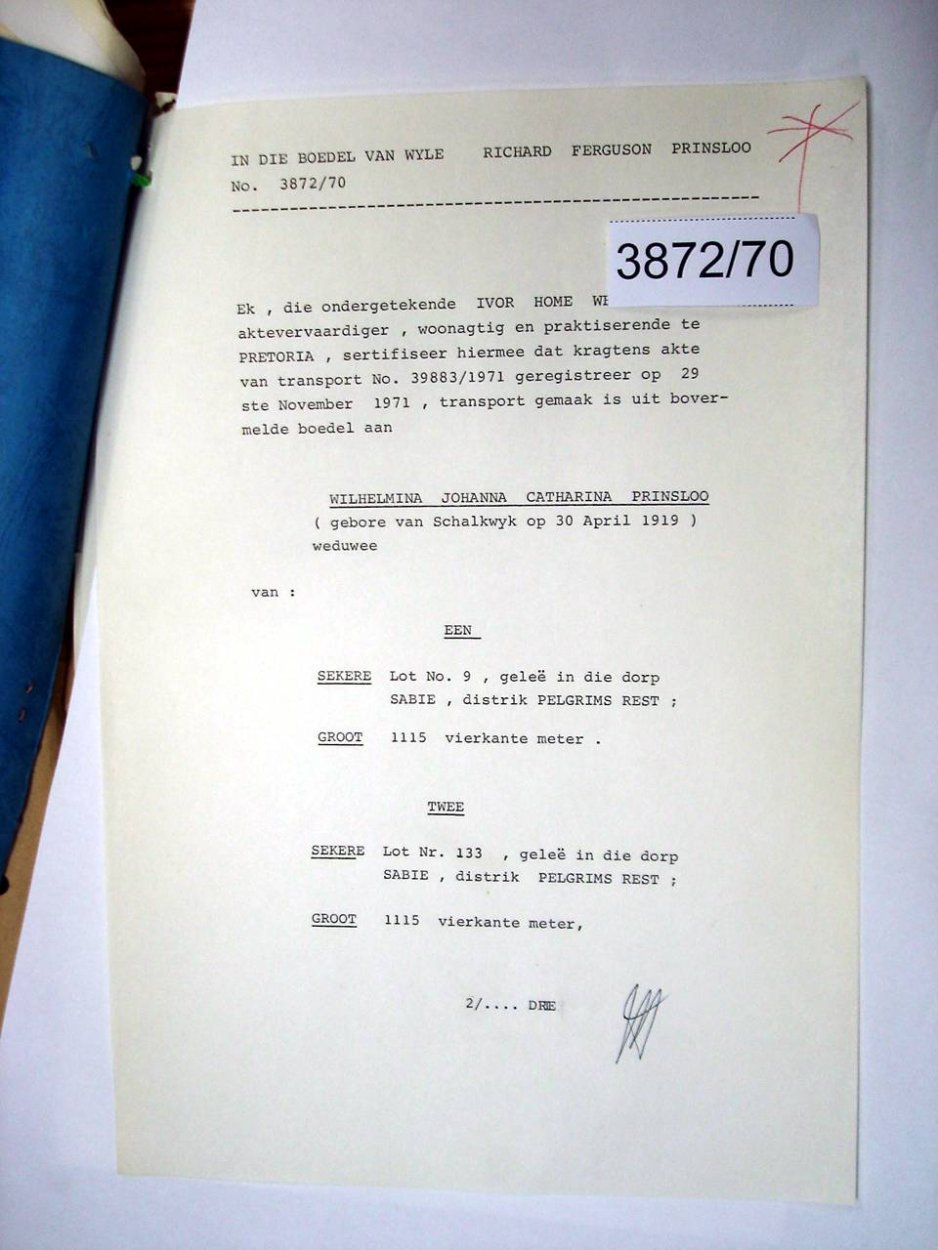 IN DIE BOEDEL VAN WYLE RICHARD FERGUSON PRINSLOO
No. 3872/70
3872/70
Ek , die ondergetekende IVOR HOME
aktevervaardiger , woonagtig en praktiserende te
PRETORIA , sertifiseer hiermee dat kragtens akte
van transport No. 39883/1971 geregistreer op 29
ste November 1971 , transport gemaak is uit bover-
melde boedel aan
WILHELMINA JOHANNA CATHARINA PRINSLOO
( gebore van Schalkwyk op 30 April 1919 )
weduwee
van :
EEN
SEKERE Lot No. 9 , geleë in die dorp
SABIE , distrik PELGRIMS REST ;
GROOT 1115 vierkante meter .
TWEE
SEKERE Lot Nr. 133 , geleë in die dorp
SABIE , distrik PELGRIMS REST ;
GROOT 1115 vierkante meter,
2/.... DRIE